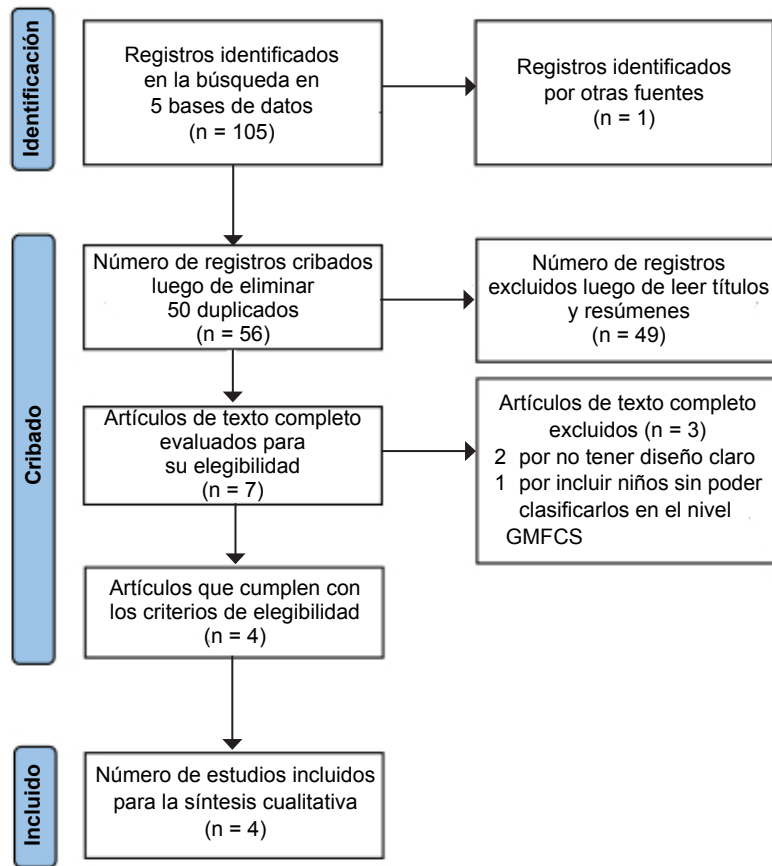 Identificación
Registros identificados
en la búsqueda en
5 bases de datos
(n = 105)
Registros identificados
por otras fuentes
(n = 1)
Cribado
Número de registros cribados
luego de eliminar
50 duplicados
(n = 56)
Número de registros
excluidos luego de leer títulos
y resúmenes
(n = 49)
Artículos de texto completo
evaluados para
su elegibilidad
(n = 7)
Artículos de texto completo
excluidos (n = 3)
2 por no tener diseño claro
1 por incluir niños sin poder
clasificarlos en el nivel
GMFCS
Artículos que cumplen con
los criterios de elegibilidad
(n = 4)
Incluido
Número de estudios incluidos
para la síntesis cualitativa
(n = 4)